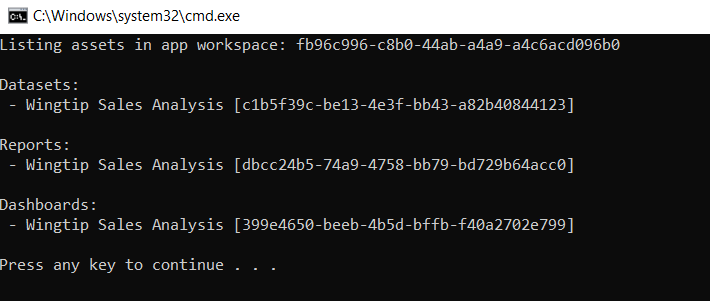 C:\Windows\system32\cmd.exe
Listing assets in app workspace: fb96c996-c8b0-44ab-a4a9-a4c6acd096b0
Datasets:
- Wingtip Sales Analysis [c1b5f39c-be13-4e3f-bb43-a82b40844123]
Reports:
- Wingtip Sales Analysis [dbcc24b5-74a9-4758-bb79-bd729b64acc0]
Dashboards:
- Wingtip Sales Analysis [399e4650-beeb-4b5d-bffb-f40a2702e799]
Press any key to continue . . .